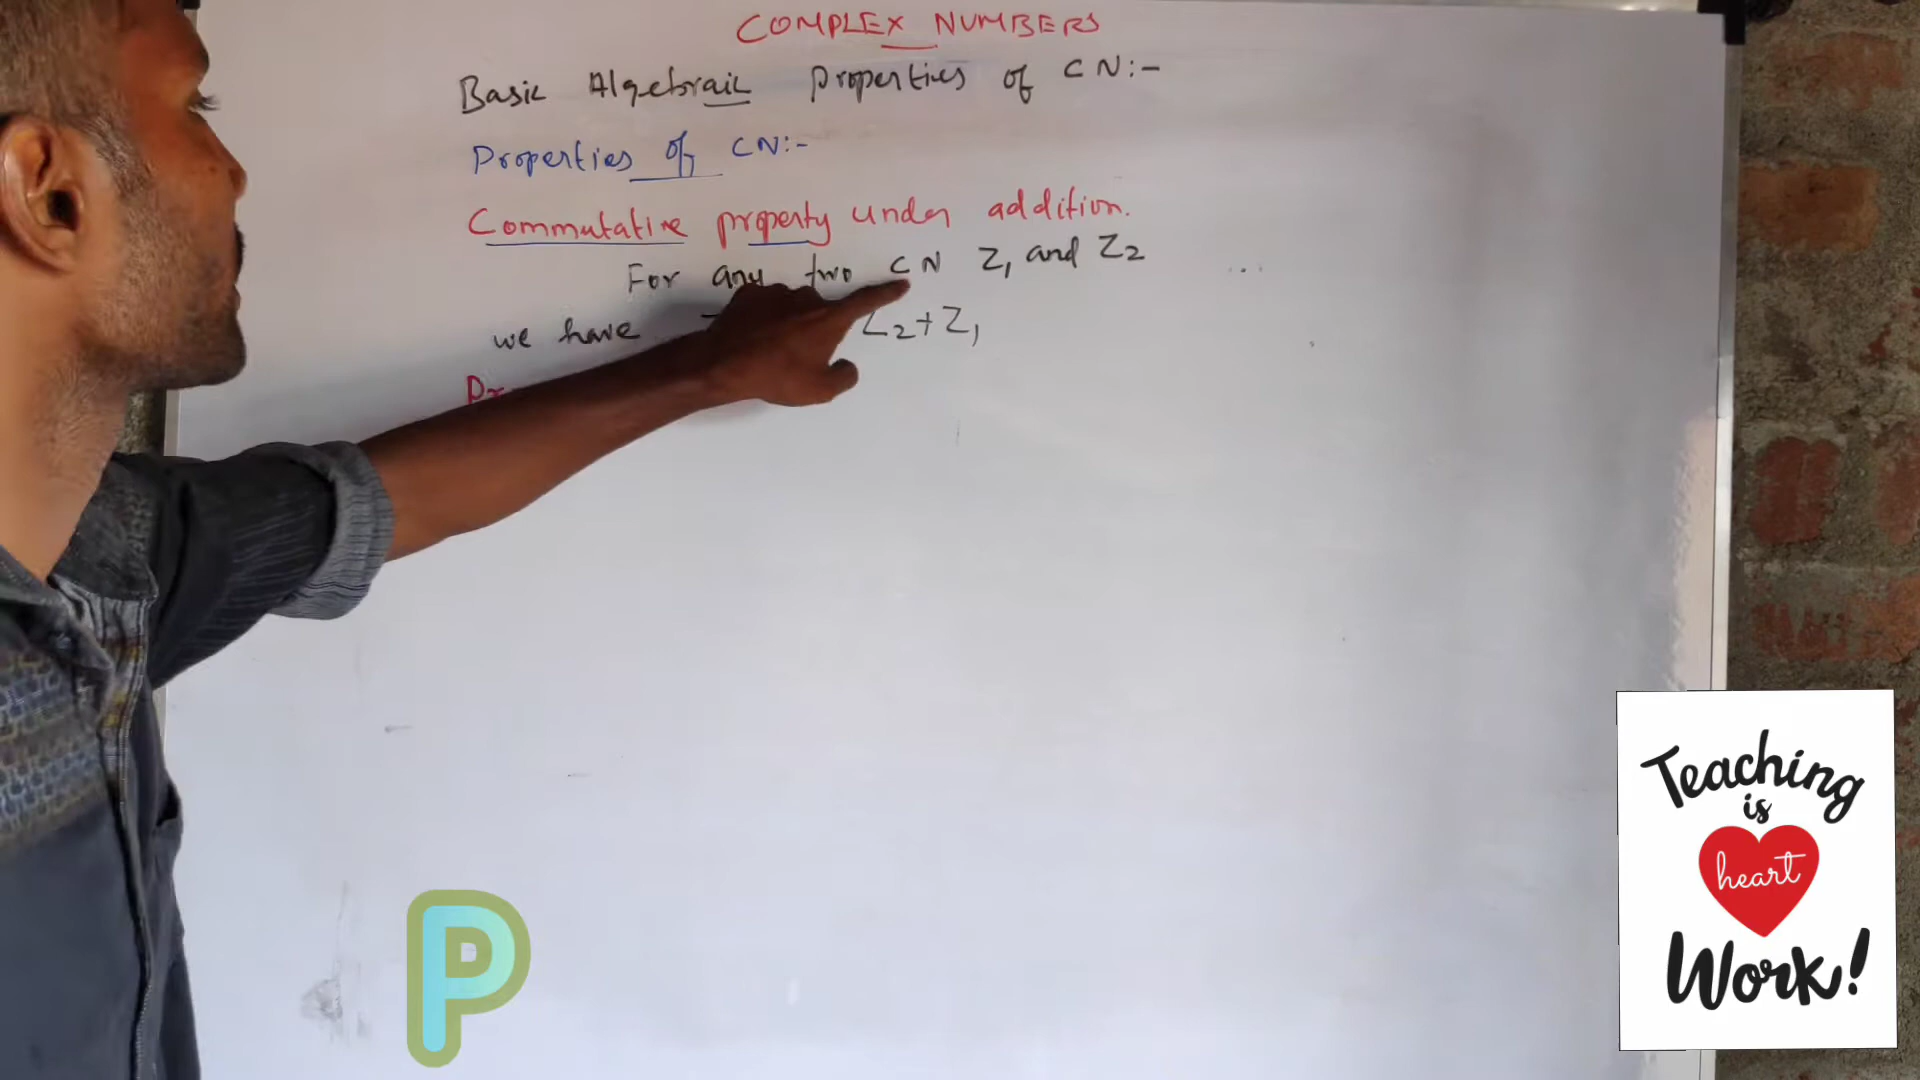 COMPLEX NUMBERS
Basic Algebraic properties of CN:-
Properties of CN:-
Commutative property under addition.
For any two CN Z₁ and Z₂
we have Z₂+Z₁
P
Teaching
is
heart
Work!